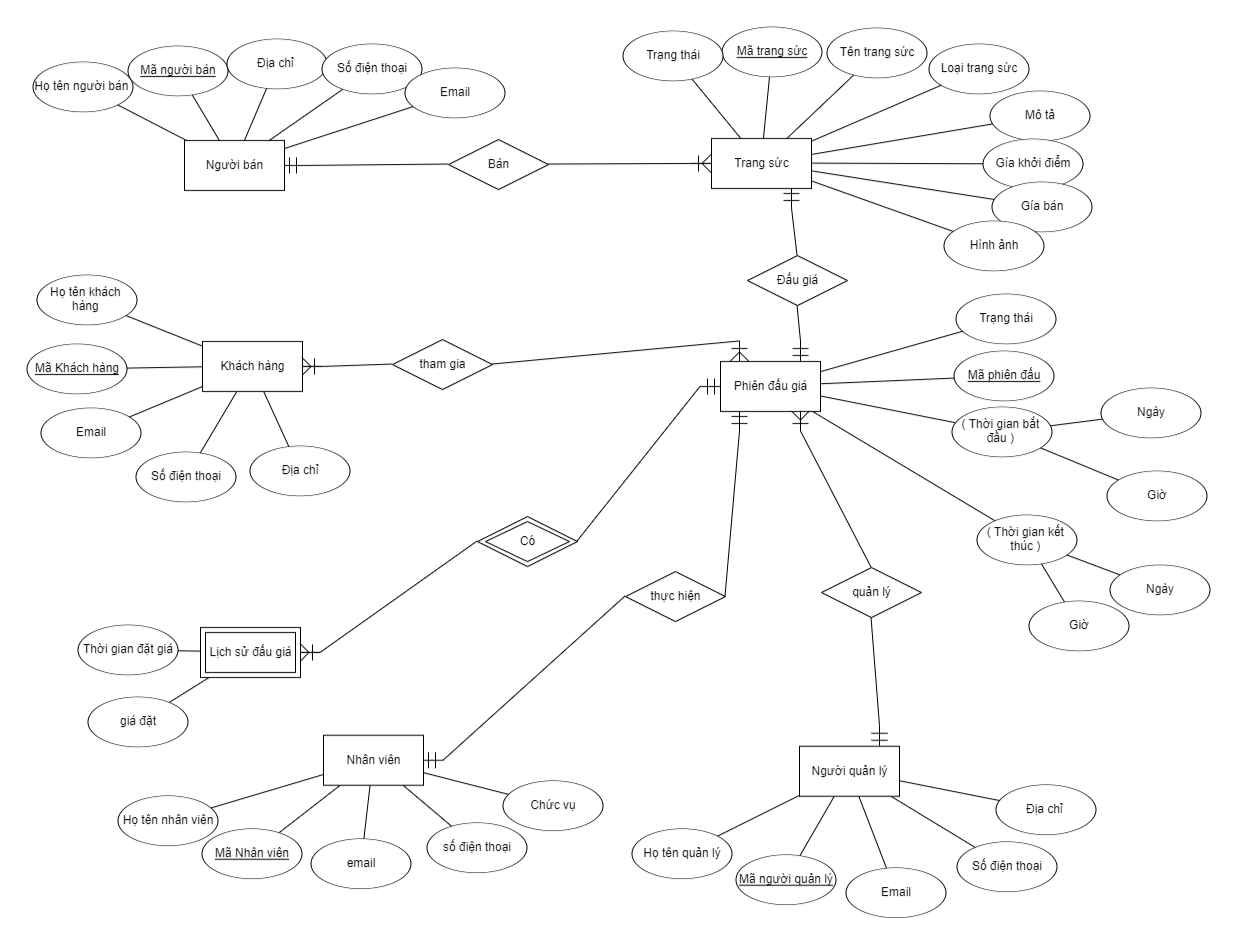 Họ tên người bán
Mã người bán
Địa chỉ
Số điện thoại
Email
Người bán
Bán
Trạng thái
Mã trang sức
Tên trang sức
Loại trang sức
Mô tả
Gía khởi điểm
Gía bán
Hình ảnh
Trang sức
Đấu giá
Họ tên khách
hàng
Mã Khách hàng
Email
Số điện thoại
Địa chỉ
Khách hàng
tham gia
Phiên đấu giá
Trạng thái
Mã phiên đấu
( Thời gian bắt
đầu )
Ngày
Giờ
( Thời gian kết
thúc )
Ngày
Giờ
Có
thực hiện
quản lý
Thời gian đặt giá
Lịch sử đấu giá
giá đặt
Nhân viên
Họ tên nhân viên
Mã Nhân viên
email
số điện thoại
Chức vụ
Người quản lý
Họ tên quản lý
Mã người quản lý
Email
Số điện thoại
Địa chỉ